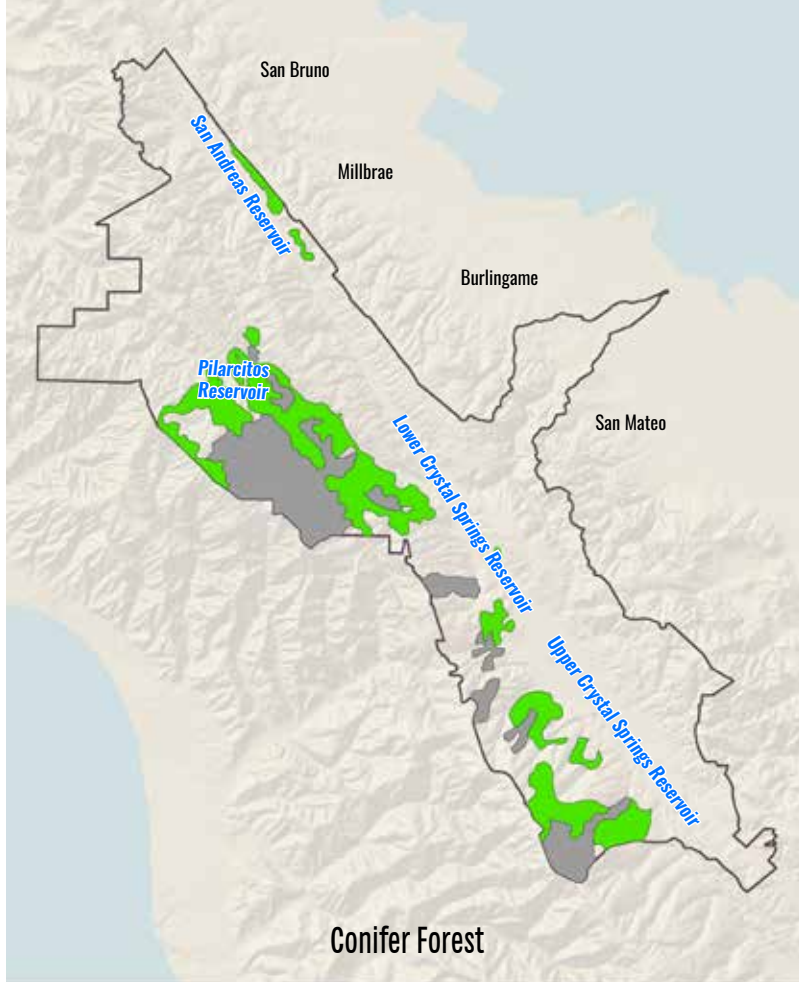 San Bruno
San Andreas Reservoir
Millbrae
Burlingame
Pilarcitos
Reservoir
San Mateo
Lower Crystal Springs Reservoir
Upper Crystal Springs Reservoir
Conifer Forest